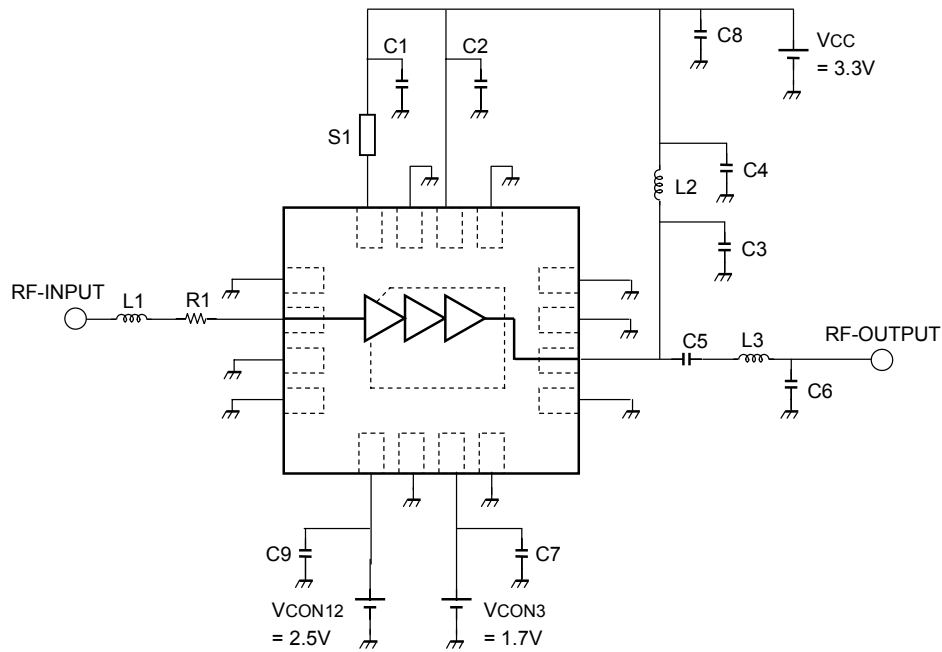 C1
C2
C8
VCC
= 3.3V
S1
L2
C4
C3
RF-INPUT
L1
R1
C5
L3
RF-OUTPUT
C6
C9
C7
VCON12
= 2.5V
VCON3
= 1.7V